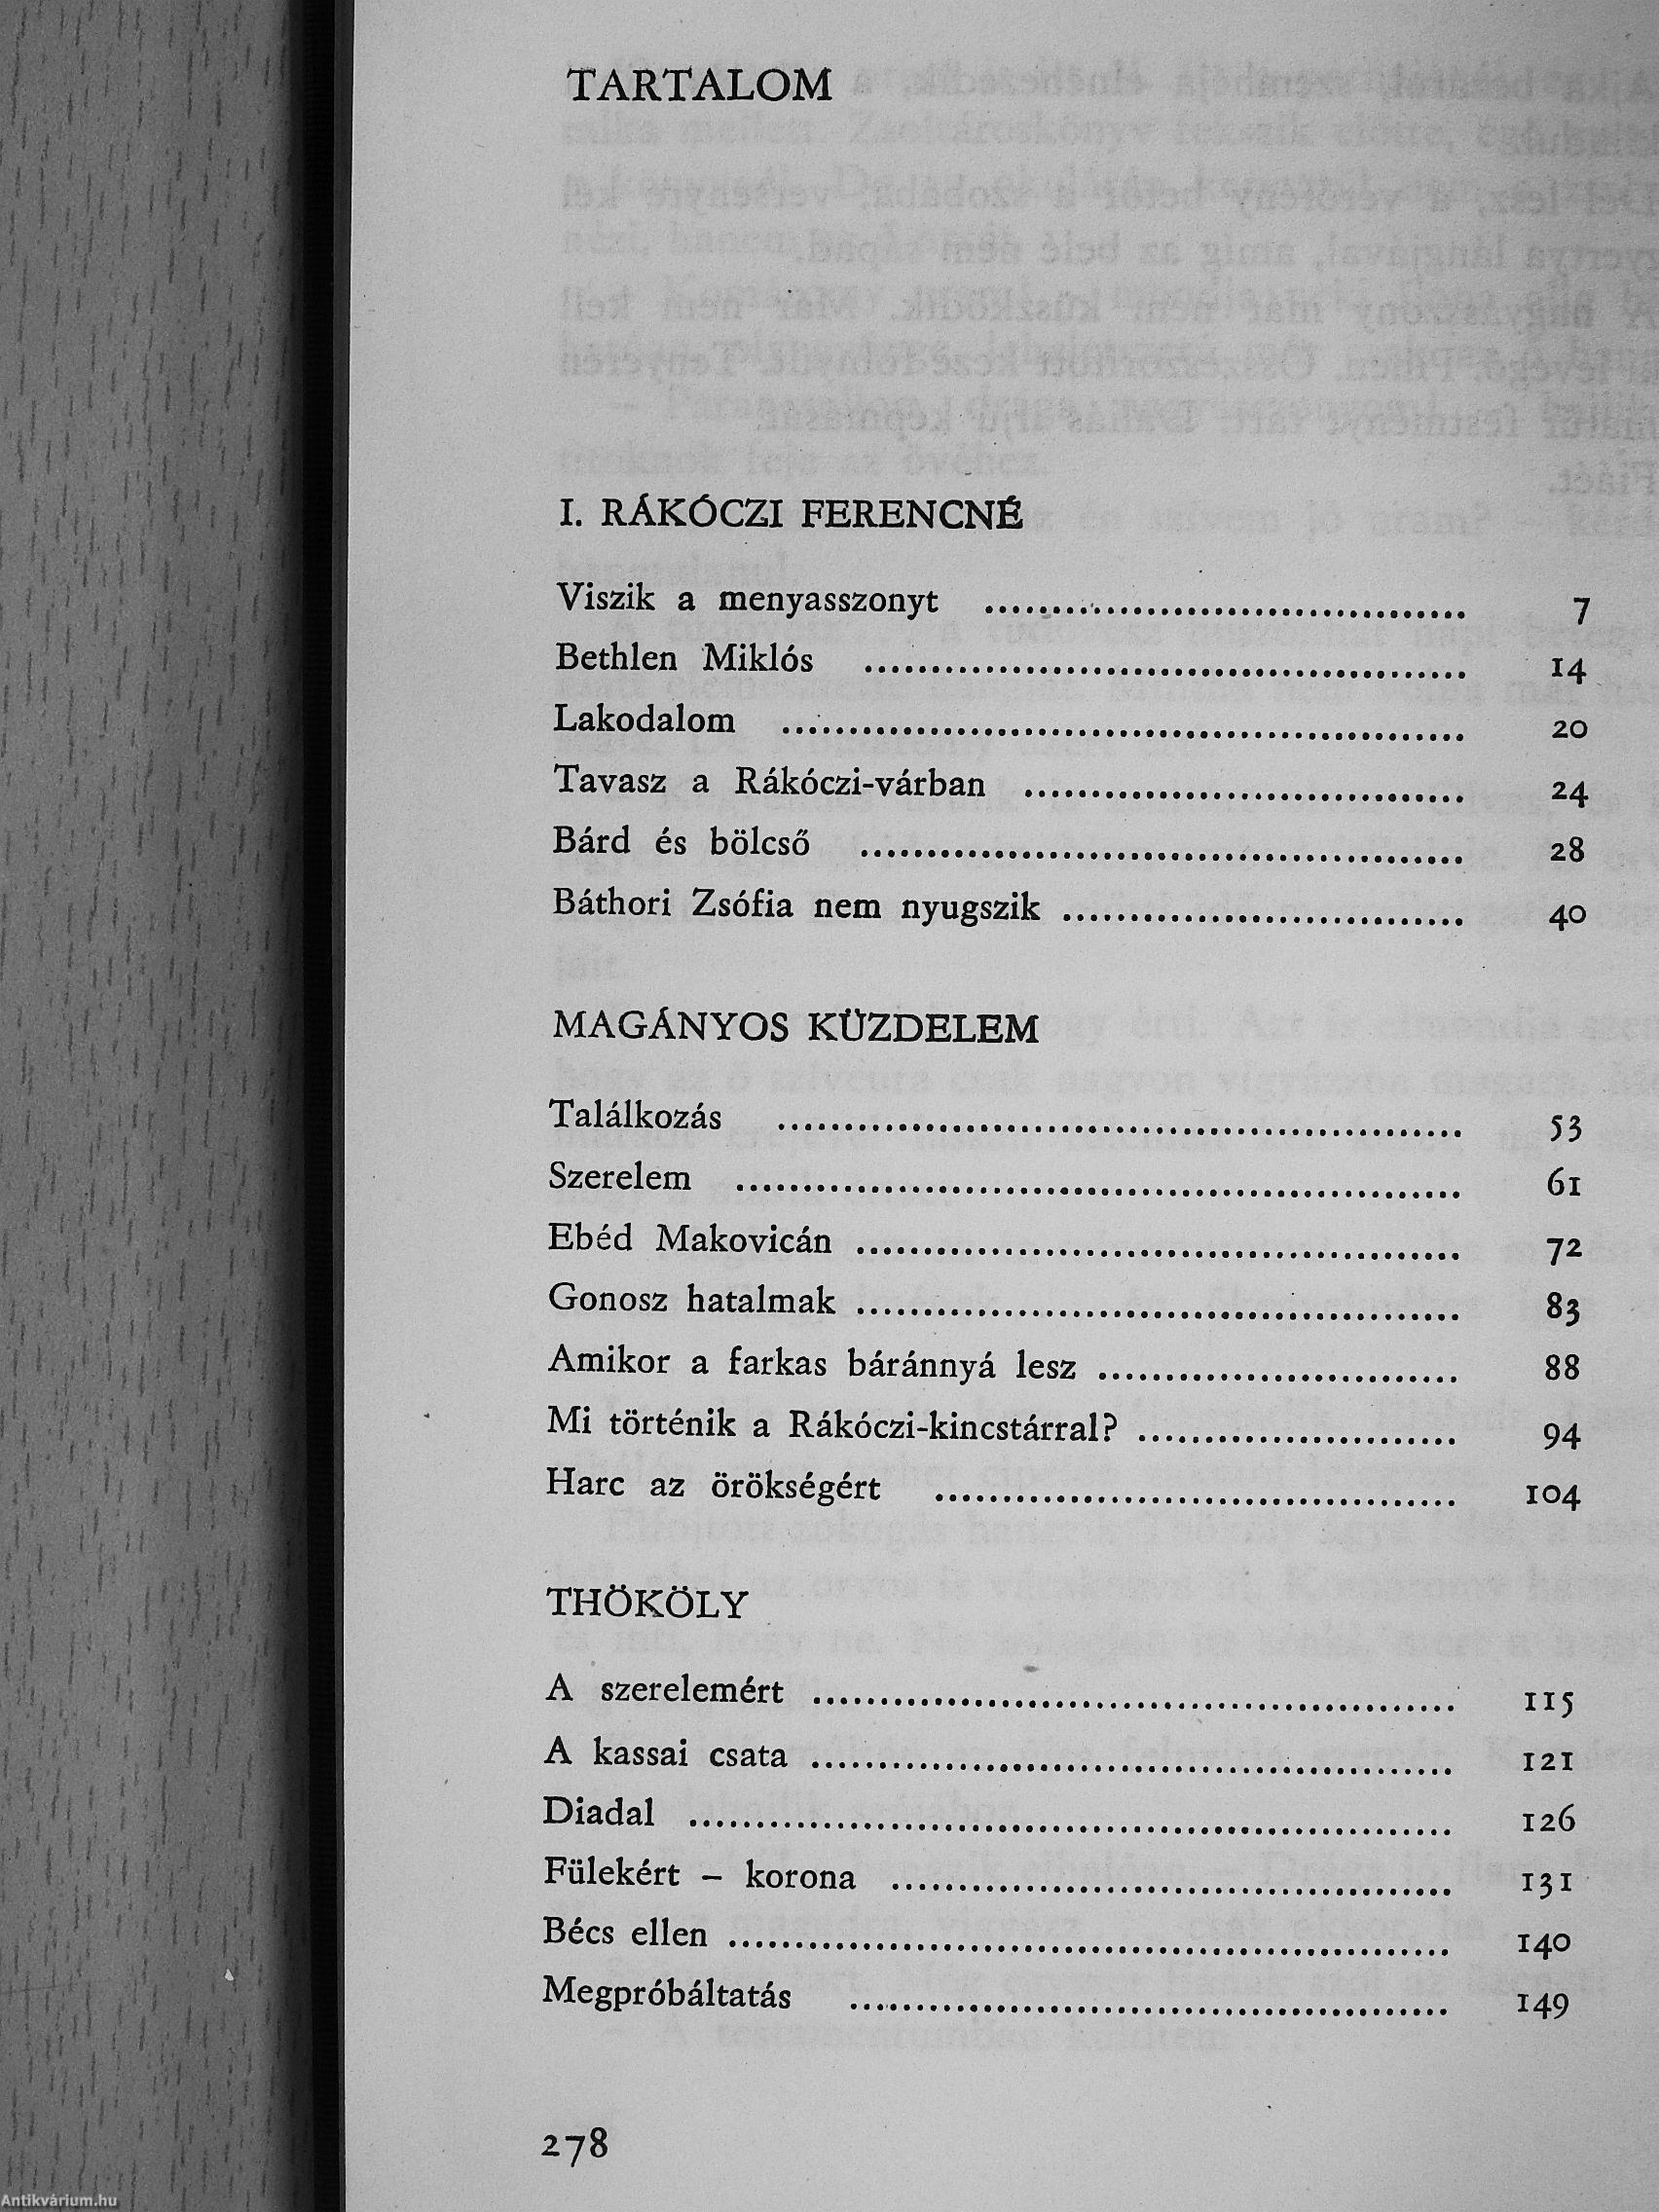 TARTALOM
I. RÁKÓCZI FERENCNÉ
Viszik a menyasszonyt ........ 7
Bethlen Miklós ........ 14
Lakodalom ........ 20
Tavasz a Rákóczi-várban ........ 24
Bárd és bölcső ........ 28
Báthori Zsófia nem nyugszik ........ 40
MAGÁNYOS KÜZDELEM
Találkozás ........ 53
Szerelem ........ 61
Ebéd Makovicán ........ 72
Gonosz hatalmak ........ 83
Amikor a farkas báránnyá lesz ........ 88
Mi történik a Rákóczi-kincstárral? ........ 94
Harc az örökségért ........ 104
THÖKÖLY
A szerelemért ........ 115
A kassai csata ........ 121
Diadal ........ 126
Fülekért – korona ........ 131
Bécs ellen ........ 140
Megpróbáltatás ........ 149
278
Antikvárium.hu